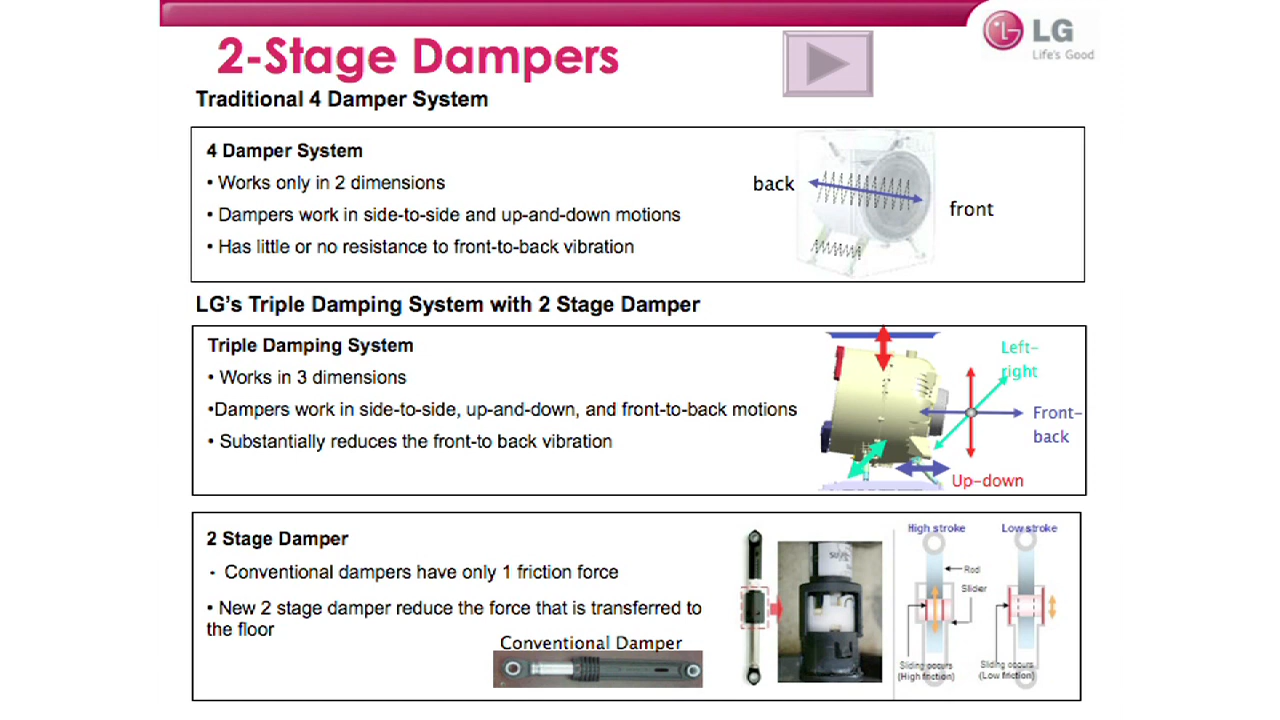 LG
Life's Good
2-Stage Dampers
Traditional 4 Damper System
4 Damper System
• Works only in 2 dimensions
• Dampers work in side-to-side and up-and-down motions
• Has little or no resistance to front-to-back vibration
back
front
LG's Triple Damping System with 2 Stage Damper
Triple Damping System
• Works in 3 dimensions
•Dampers work in side-to-side, up-and-down, and front-to-back motions
• Substantially reduces the front-to back vibration
Left-
right
Front-
back
Up-down
2 Stage Damper
• Conventional dampers have only 1 friction force
• New 2 stage damper reduce the force that is transferred to
the floor
Conventional Damper
High stroke
Low stroke
Rod
Slider
Sliding occurs
(High friction)
Sliding occurs
(Low friction)